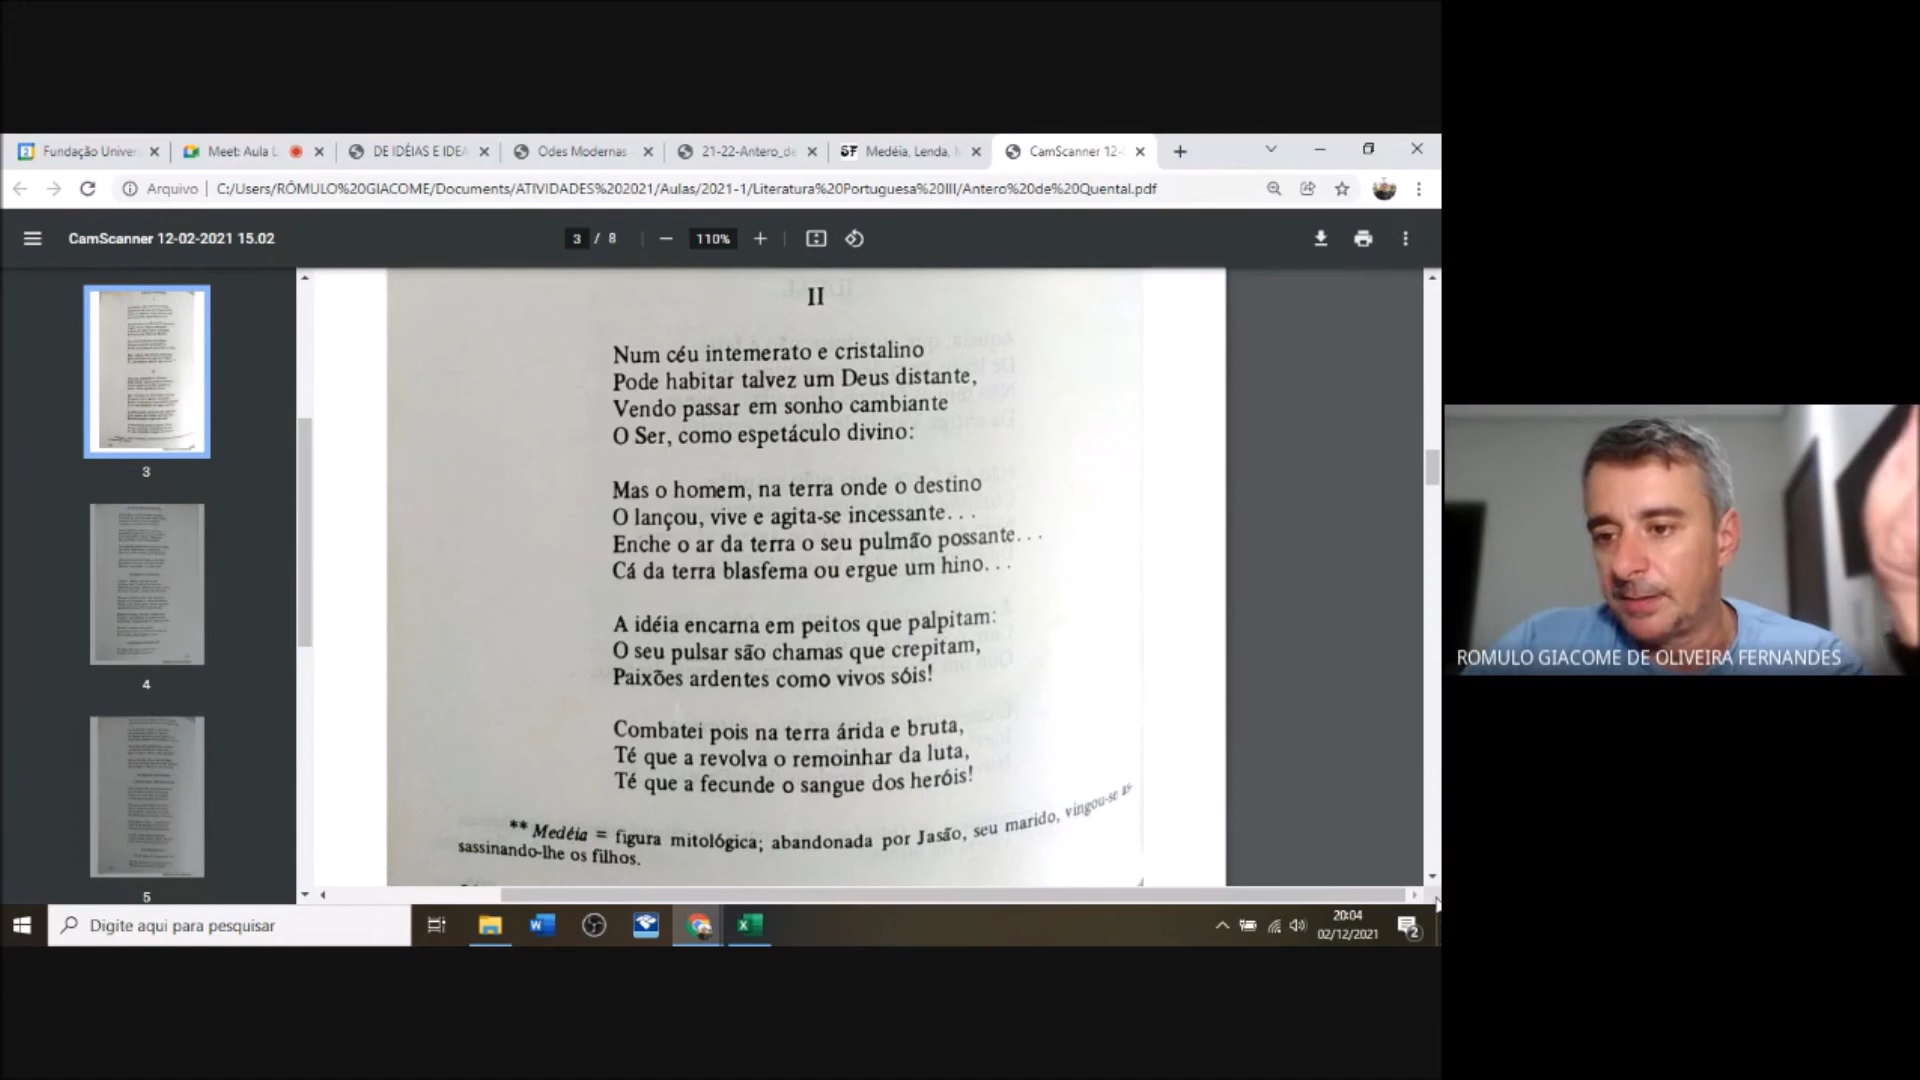 Fundação Univer
Meet: Aula L
DE IDÉIAS E IDEA
Odes Modernas
21-22-Antero_de
SF Medéia, Lenda, M
CamScanner 12-
Arquivo C:/Users/RÔMULO%20GIACOME/Documents/ATIVIDADES%202021/Aulas/2021-1/Literatura%20Portuguesa%20III/Antero%20de%20Quental.pdf
CamScanner 12-02-2021 15.02
3 / 8
110%
3
4
5
II
Num céu intemerato e cristalino
Pode habitar talvez um Deus distante,
Vendo passar em sonho cambiante
O Ser, como espetáculo divino:
Mas o homem, na terra onde o destino
O lançou, vive e agita-se incessante...
Enche o ar da terra o seu pulmão possante...
Cá da terra blasfema ou ergue um hino...
A idéia encarna em peitos que palpitam:
O seu pulsar são chamas que crepitam,
Paixões ardentes como vivos sóis!
Combatei pois na terra árida e bruta,
Té que a revolva o remoinhar da luta,
Té que a fecunde o sangue dos heróis!
** Medéia = figura mitológica; abandonada por Jasão, seu marido, vingou-se as-
sassinando-lhe os filhos.
ROMULO GIACOME DE OLIVEIRA FERNANDES
Digite aqui para pesquisar
20:04
02/12/2021
2